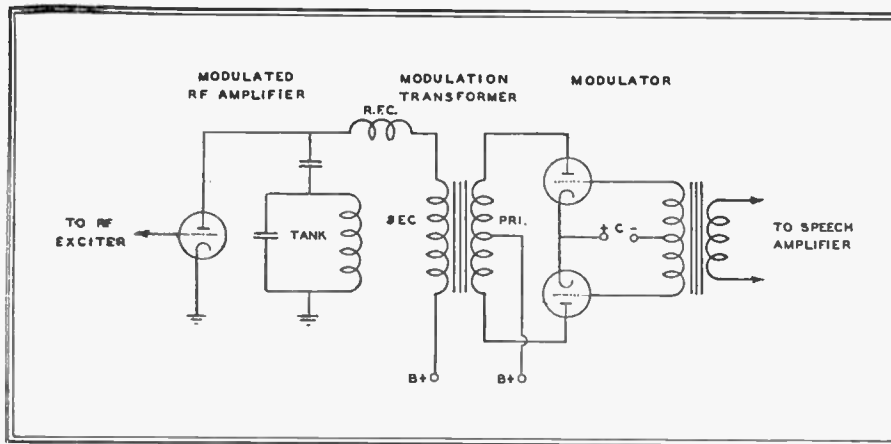 MODULATED
RF AMPLIFIER
MODULATION
TRANSFORMER
MODULATOR
R.F.C.
TO RF
EXCITER
TANK
SEC
PRI.
+ C -
TO SPEECH
AMPLIFIER
B+
B+